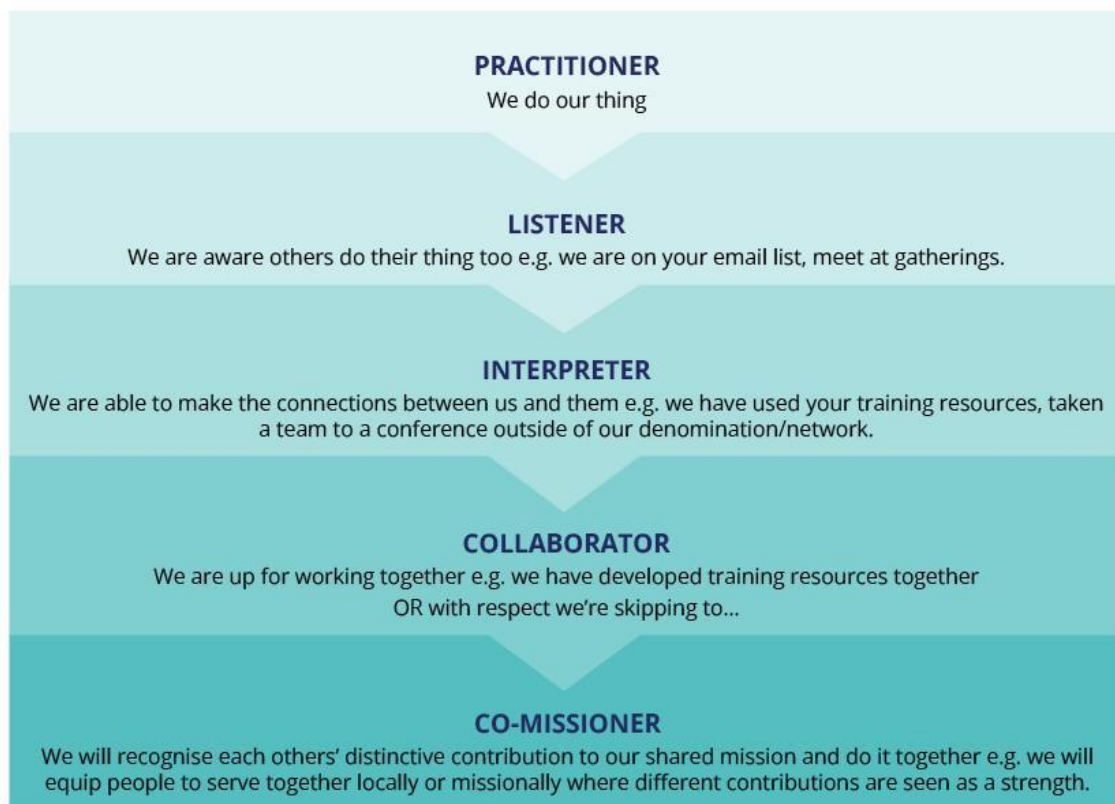 PRACTITIONER
We do our thing
LISTENER
We are aware others do their thing too e.g. we are on your email list, meet at gatherings.
INTERPRETER
We are able to make the connections between us and them e.g. we have used your training resources, taken
a team to a conference outside of our denomination/network.
COLLABORATOR
We are up for working together e.g. we have developed training resources together
OR with respect we’re skipping to...
CO-MISSIONER
We will recognise each others’ distinctive contribution to our shared mission and do it together e.g. we will
equip people to serve together locally or missionally where different contributions are seen as a strength.